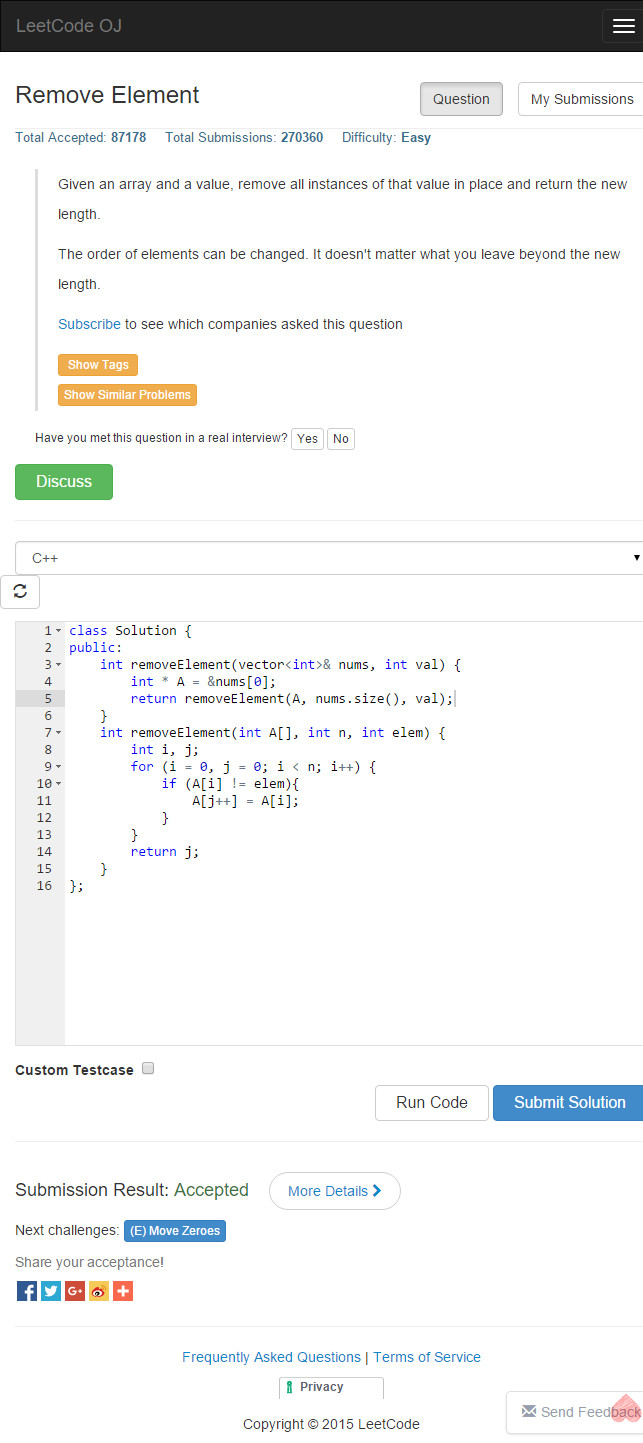 LeetCode OJ
Remove Element
Question
My Submissions
Total Accepted: 87178 Total Submissions: 270360 Difficulty: Easy
Given an array and a value, remove all instances of that value in place and return the new
length.
The order of elements can be changed. It doesn't matter what you leave beyond the new
length.
Subscribe to see which companies asked this question
Show Tags
Show Similar Problems
Have you met this question in a real interview? Yes No
Discuss
C++
1 class Solution {
2 public:
3     int removeElement(vector<int>& nums, int val) {
4         int * A = &nums[0];
5         return removeElement(A, nums.size(), val);
6     }
7     int removeElement(int A[], int n, int elem) {
8         int i, j;
9         for (i = 0, j = 0; i < n; i++) {
10             if (A[i] != elem){
11                 A[j++] = A[i];
12             }
13         }
14         return j;
15     }
16 };
Custom Testcase
Run Code
Submit Solution
Submission Result: Accepted
More Details
Next challenges: (E) Move Zeroes
Share your acceptance!
Frequently Asked Questions | Terms of Service
Privacy
Copyright © 2015 LeetCode
Send Feedback